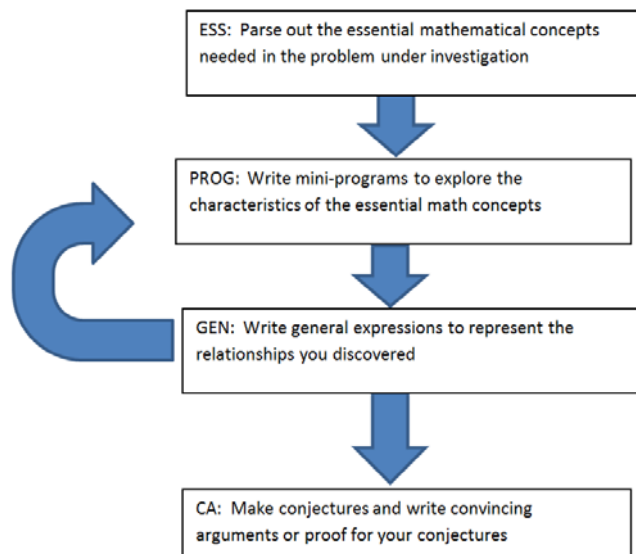 ESS: Parse out the essential mathematical concepts
needed in the problem under investigation
PROG: Write mini-programs to explore the
characteristics of the essential math concepts
GEN: Write general expressions to represent the
relationships you discovered
CA: Make conjectures and write convincing
arguments or proof for your conjectures